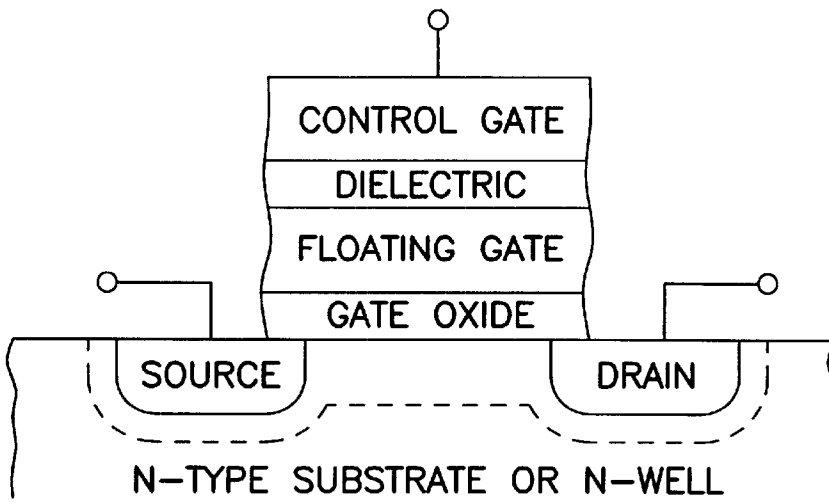 CONTROL GATE
DIELECTRIC
FLOATING GATE
GATE OXIDE
SOURCE
DRAIN
N-TYPE SUBSTRATE OR N-WELL